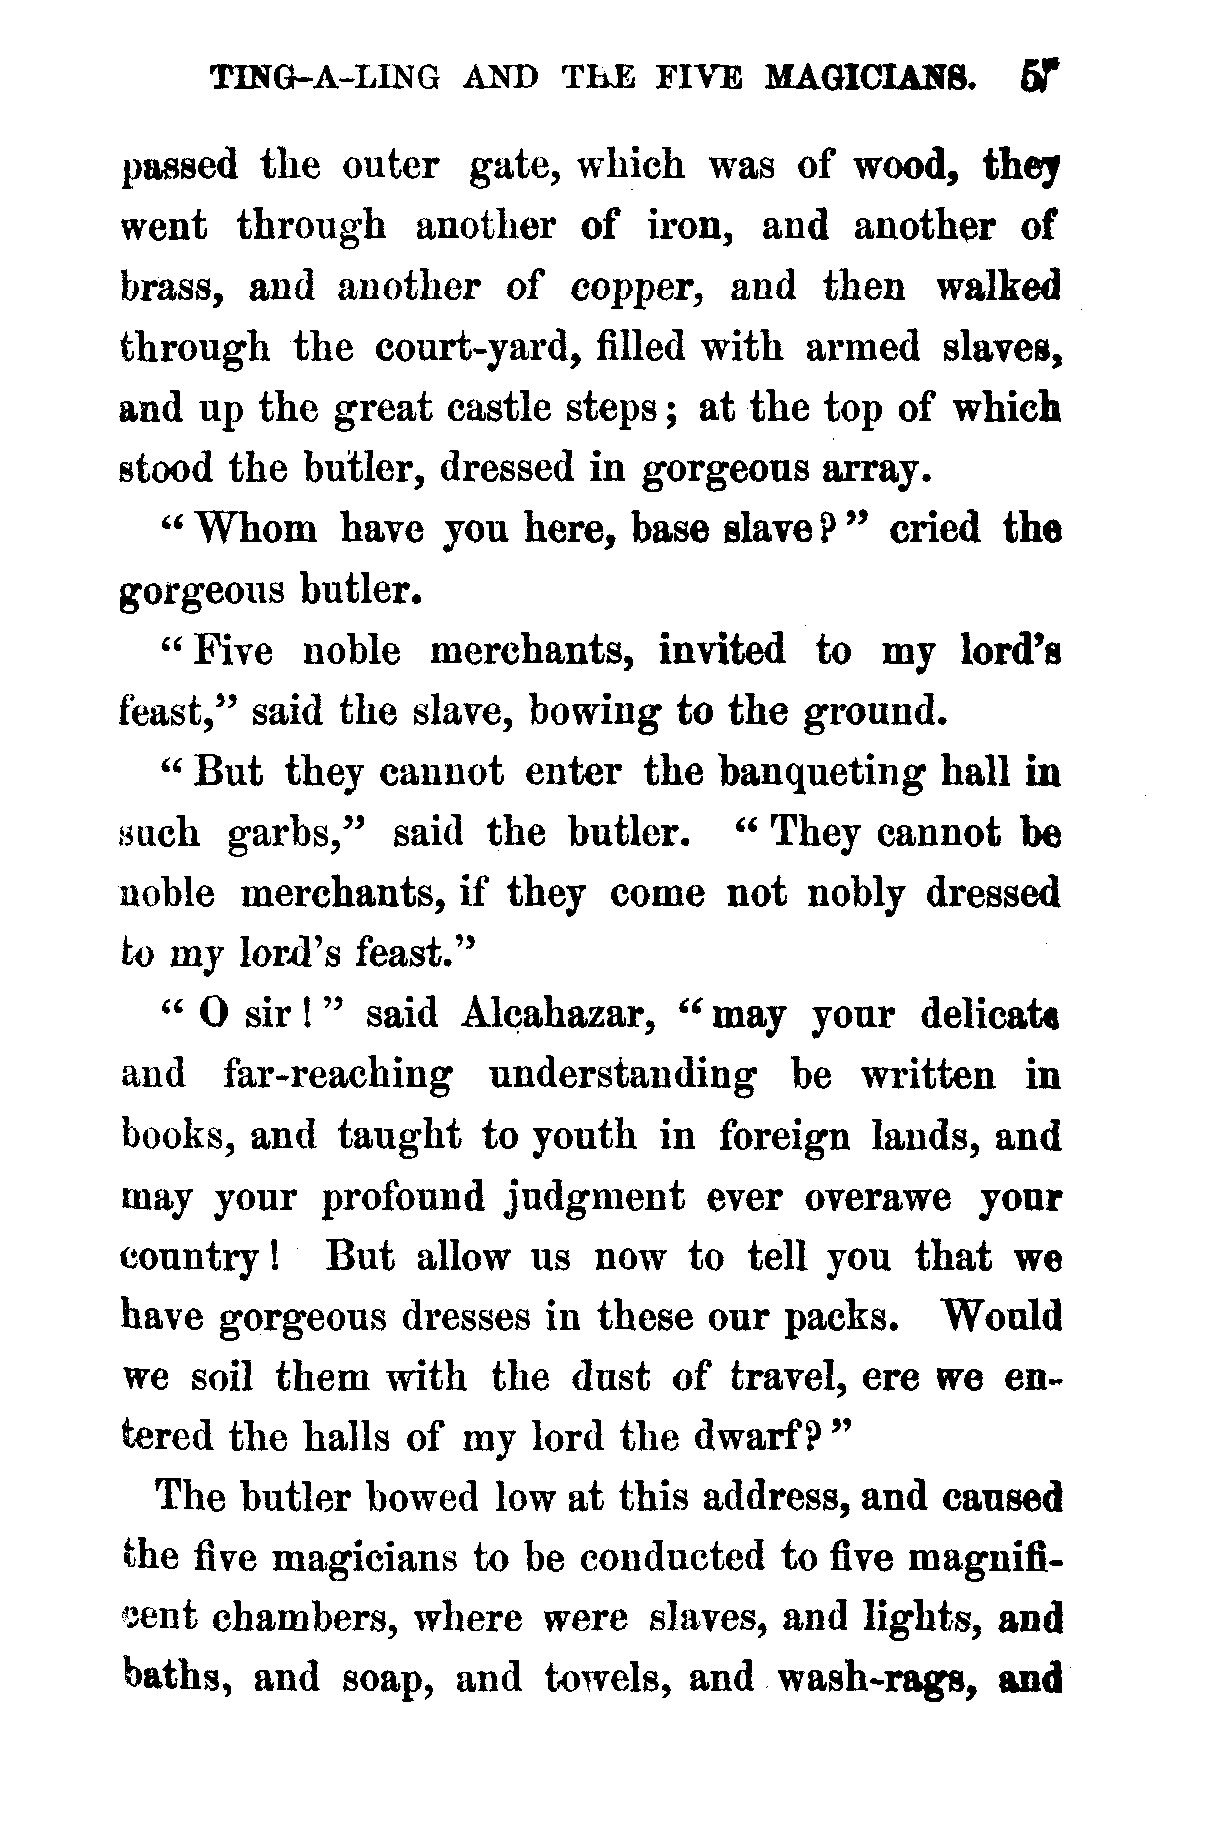 TING-A-LING AND THE FIVE MAGICIANS. 57
passed the outer gate, which was of wood, they
went through another of iron, and another of
brass, and another of copper, and then walked
through the court-yard, filled with armed slaves,
and up the great castle steps; at the top of which
stood the butler, dressed in gorgeous array.
“Whom have you here, base slave?” cried the
gorgeous butler.
“Five noble merchants, invited to my lord’s
feast,” said the slave, bowing to the ground.
“But they cannot enter the banqueting hall in
such garbs,” said the butler. “They cannot be
noble merchants, if they come not nobly dressed
to my lord’s feast.”
“O sir!” said Alcahazar, “may your delicate
and far-reaching understanding be written in
books, and taught to youth in foreign lands, and
may your profound judgment ever overawe your
country! But allow us now to tell you that we
have gorgeous dresses in these our packs. Would
we soil them with the dust of travel, ere we en-
tered the halls of my lord the dwarf?”
The butler bowed low at this address, and caused
the five magicians to be conducted to five magnifi-
cent chambers, where were slaves, and lights, and
baths, and soap, and towels, and wash-rags, and